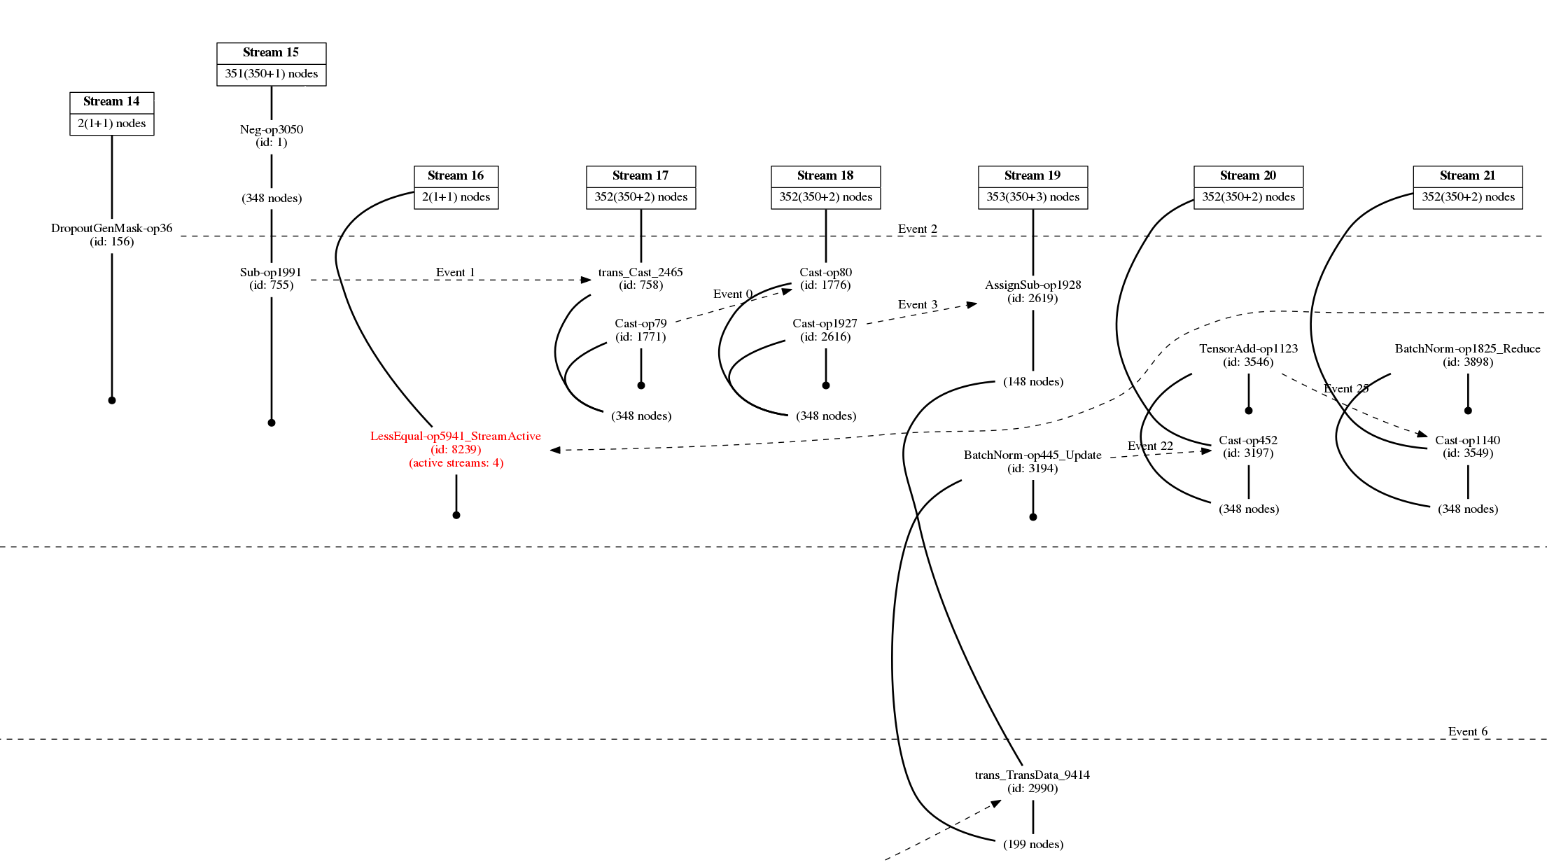 Stream 14
2(1+1) nodes
DropoutGenMask-op36
(id: 156)
Stream 15
351(350+1) nodes
Neg-op3050
(id: 1)
(348 nodes)
Sub-op1991
(id: 755)
Event 1
Stream 16
2(1+1) nodes
LessEqual-op5941_StreamActive
(id: 8239)
(active streams: 4)
Stream 17
352(350+2) nodes
trans_Cast_2465
(id: 758)
Cast-op79
(id: 1771)
(348 nodes)
Event 0
Stream 18
352(350+2) nodes
Cast-op80
(id: 1776)
Cast-op1927
(id: 2616)
(348 nodes)
Event 2
Event 3
Stream 19
353(350+3) nodes
AssignSub-op1928
(id: 2619)
(148 nodes)
BatchNorm-op445_Update
(id: 3194)
trans_TransData_9414
(id: 2990)
(199 nodes)
Event 22
Stream 20
352(350+2) nodes
TensorAdd-op1123
(id: 3546)
Cast-op452
(id: 3197)
(348 nodes)
Event 25
Stream 21
352(350+2) nodes
BatchNorm-op1825_Reduce
(id: 3898)
Cast-op1140
(id: 3549)
(348 nodes)
Event 6